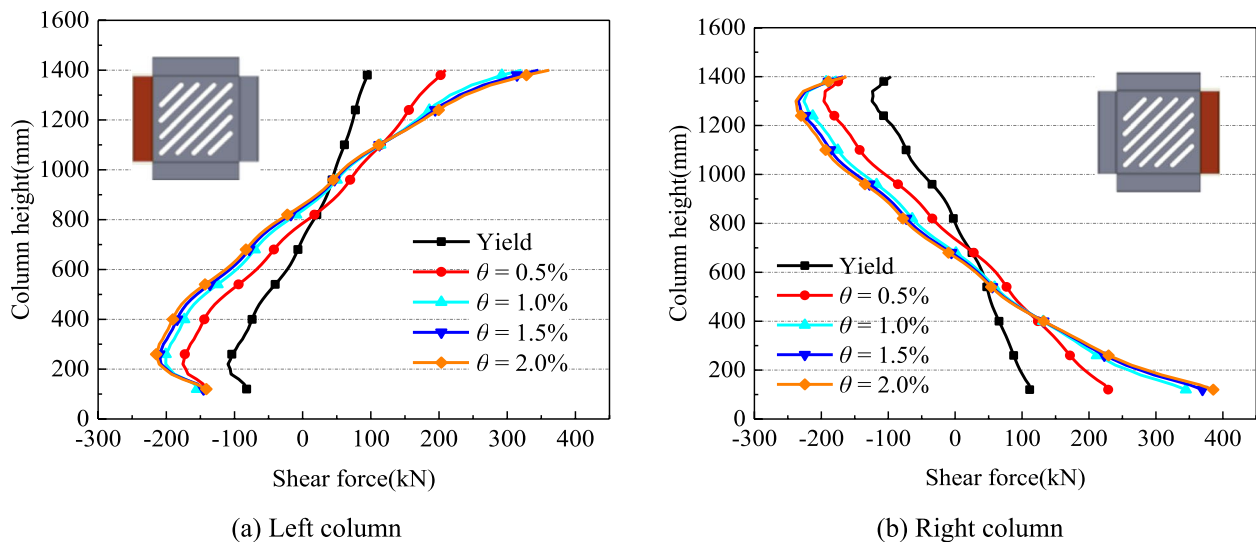 1600
1400
1200
1000
800
600
400
200
0
Column height(mm)
-300 -200 -100 0 100 200 300 400
Shear force(kN)
Yield
θ = 0.5%
θ = 1.0%
θ = 1.5%
θ = 2.0%
(a) Left column
1600
1400
1200
1000
800
600
400
200
0
Column height(mm)
-300 -200 -100 0 100 200 300 400
Shear force(kN)
Yield
θ = 0.5%
θ = 1.0%
θ = 1.5%
θ = 2.0%
(b) Right column